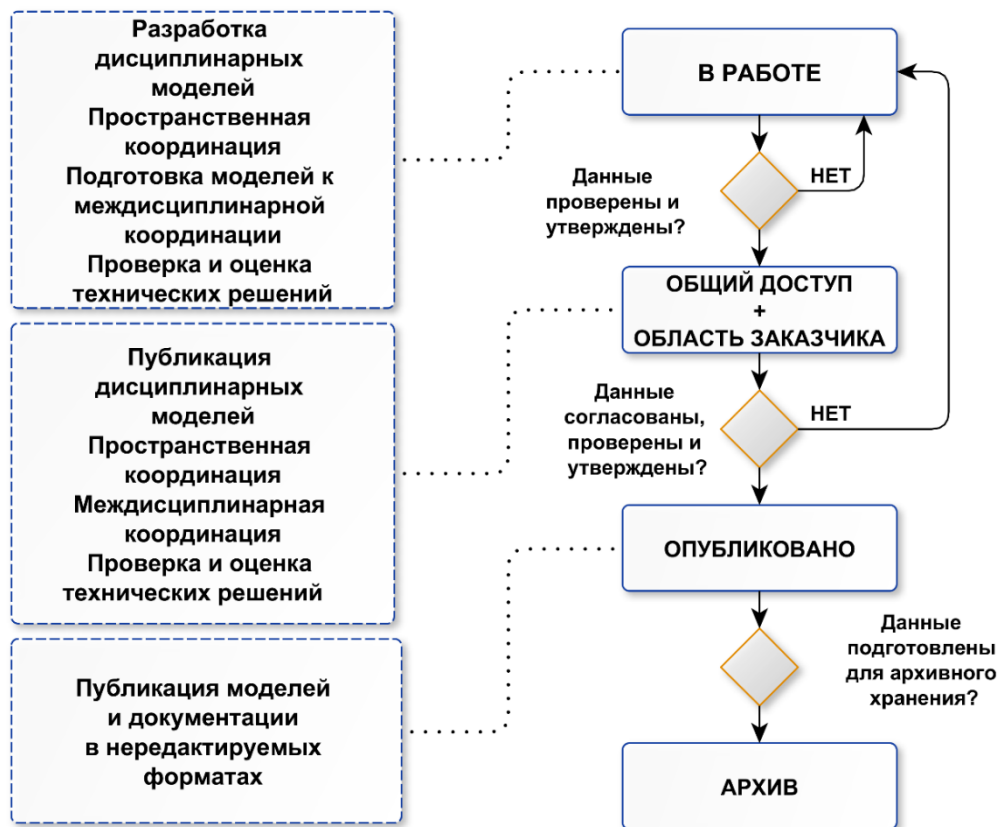 Разработка
дисциплинарных
моделей
Пространственная
координация
Подготовка моделей к
междисциплинарной
координации
Проверка и оценка
технических решений
В РАБОТЕ
Данные
проверены и
утверждены?
НЕТ
ОБЩИЙ ДОСТУП
+
ОБЛАСТЬ ЗАКАЗЧИКА
Публикация
дисциплинарных
моделей
Пространственная
координация
Междисциплинарная
координация
Проверка и оценка
технических решений
Данные
согласованы,
проверены и
утверждены?
НЕТ
ОПУБЛИКОВАНО
Публикация моделей
и документации
в нередактируемых
форматах
Данные
подготовлены
для архивного
хранения?
АРХИВ